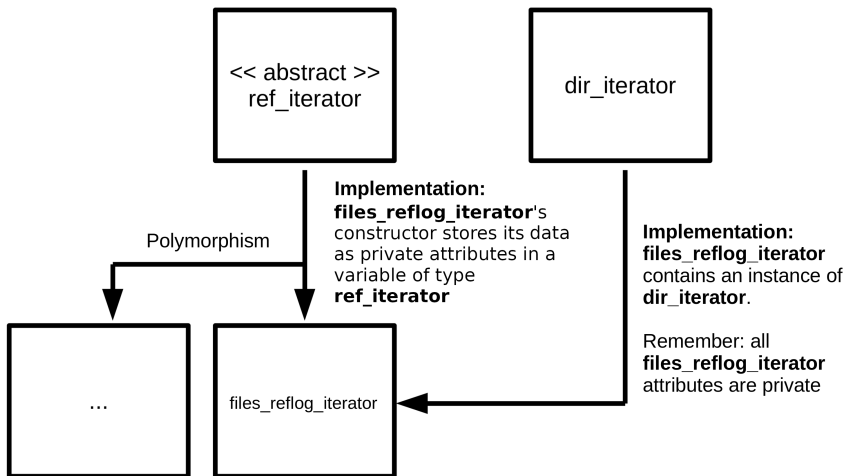 << abstract >>
ref_iterator
dir_iterator
Implementation:
files_reflog_iterator's
constructor stores its data
as private attributes in a
variable of type
ref_iterator
Polymorphism
Implementation:
files_reflog_iterator
contains an instance of
dir_iterator.
Remember: all
files_reflog_iterator
attributes are private
...
files_reflog_iterator